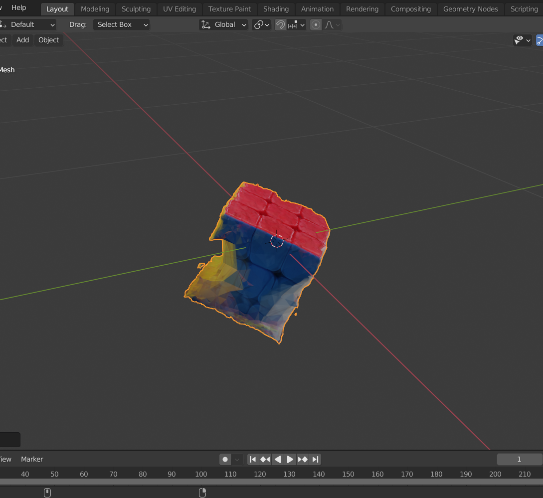 Help Layout Modeling Sculpting UV Editing Texture Paint Shading Animation Rendering Compositing Geometry Nodes Scripting
Default Drag: Select Box Global
Add Object
Mesh
Marker
1
40 50 60 70 80 90 100 110 120 130 140 150 160 170 180 190 200 210